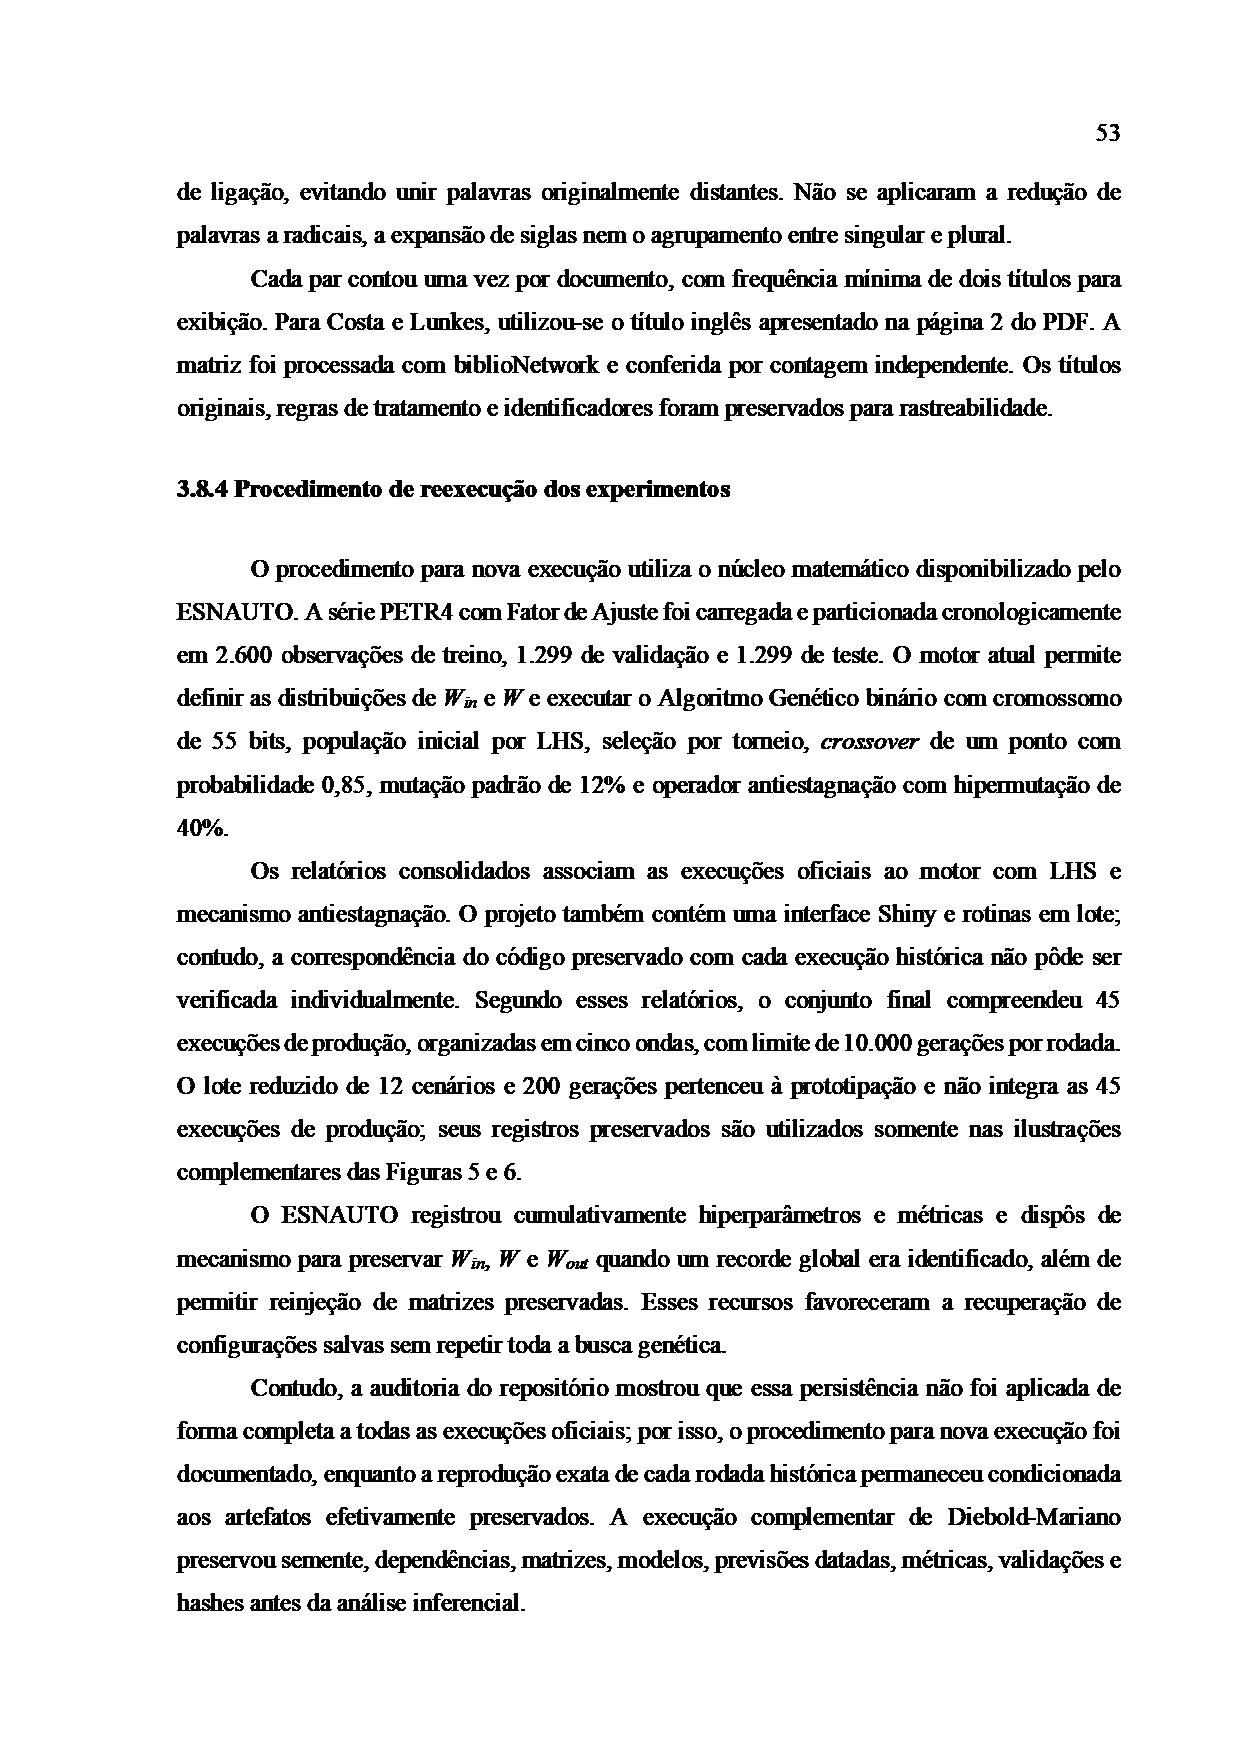 53
de ligação, evitando unir palavras originalmente distantes. Não se aplicaram a redução de
palavras a radicais, a expansão de siglas nem o agrupamento entre singular e plural.
Cada par contou uma vez por documento, com frequência mínima de dois títulos para
exibição. Para Costa e Lunkes, utilizou-se o título inglês apresentado na página 2 do PDF. A
matriz foi processada com biblioNetwork e conferida por contagem independente. Os títulos
originais, regras de tratamento e identificadores foram preservados para rastreabilidade.
3.8.4 Procedimento de reexecução dos experimentos
O procedimento para nova execução utiliza o núcleo matemático disponibilizado pelo
ESNAUTO. A série PETR4 com Fator de Ajuste foi carregada e particionada cronologicamente
em 2.600 observações de treino, 1.299 de validação e 1.299 de teste. O motor atual permite
definir as distribuições de W_in e W e executar o Algoritmo Genético binário com cromossomo
de 55 bits, população inicial por LHS, seleção por torneio, crossover de um ponto com
probabilidade 0,85, mutação padrão de 12% e operador antiestagnação com hipermutação de
40%.
Os relatórios consolidados associam as execuções oficiais ao motor com LHS e
mecanismo antiestagnação. O projeto também contém uma interface Shiny e rotinas em lote;
contudo, a correspondência do código preservado com cada execução histórica não pôde ser
verificada individualmente. Segundo esses relatórios, o conjunto final compreendeu 45
execuções de produção, organizadas em cinco ondas, com limite de 10.000 gerações por rodada.
O lote reduzido de 12 cenários e 200 gerações pertenceu à prototipação e não integra as 45
execuções de produção; seus registros preservados são utilizados somente nas ilustrações
complementares das Figuras 5 e 6.
O ESNAUTO registrou cumulativamente hiperparâmetros e métricas e dispôs de
mecanismo para preservar W_in, W e W_out quando um recorde global era identificado, além de
permitir reinjeção de matrizes preservadas. Esses recursos favoreceram a recuperação de
configurações salvas sem repetir toda a busca genética.
Contudo, a auditoria do repositório mostrou que essa persistência não foi aplicada de
forma completa a todas as execuções oficiais; por isso, o procedimento para nova execução foi
documentado, enquanto a reprodução exata de cada rodada histórica permaneceu condicionada
aos artefatos efetivamente preservados. A execução complementar de Diebold-Mariano
preservou semente, dependências, matrizes, modelos, previsões datadas, métricas, validações e
hashes antes da análise inferencial.